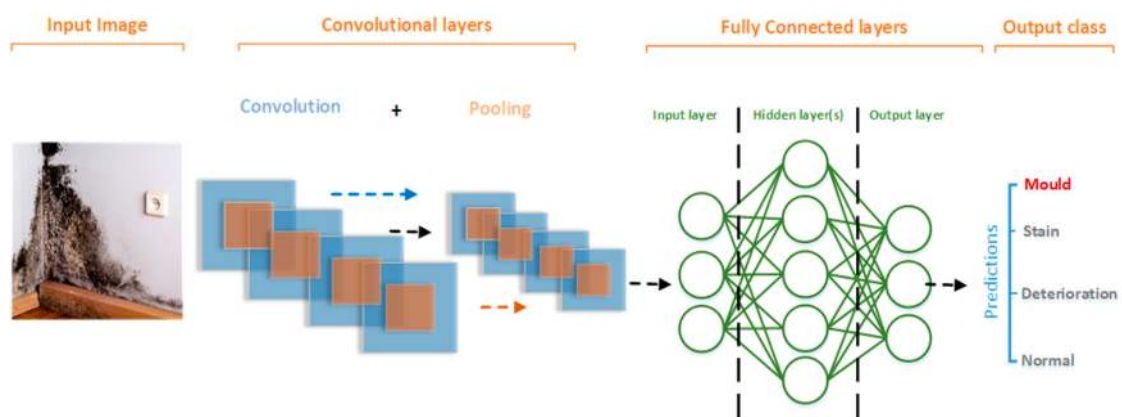 Input Image
Convolutional layers
Fully Connected layers
Output class
Convolution + Pooling
Input layer
Hidden layer(s)
Output layer
Predictions
Mould
Stain
Deterioration
Normal